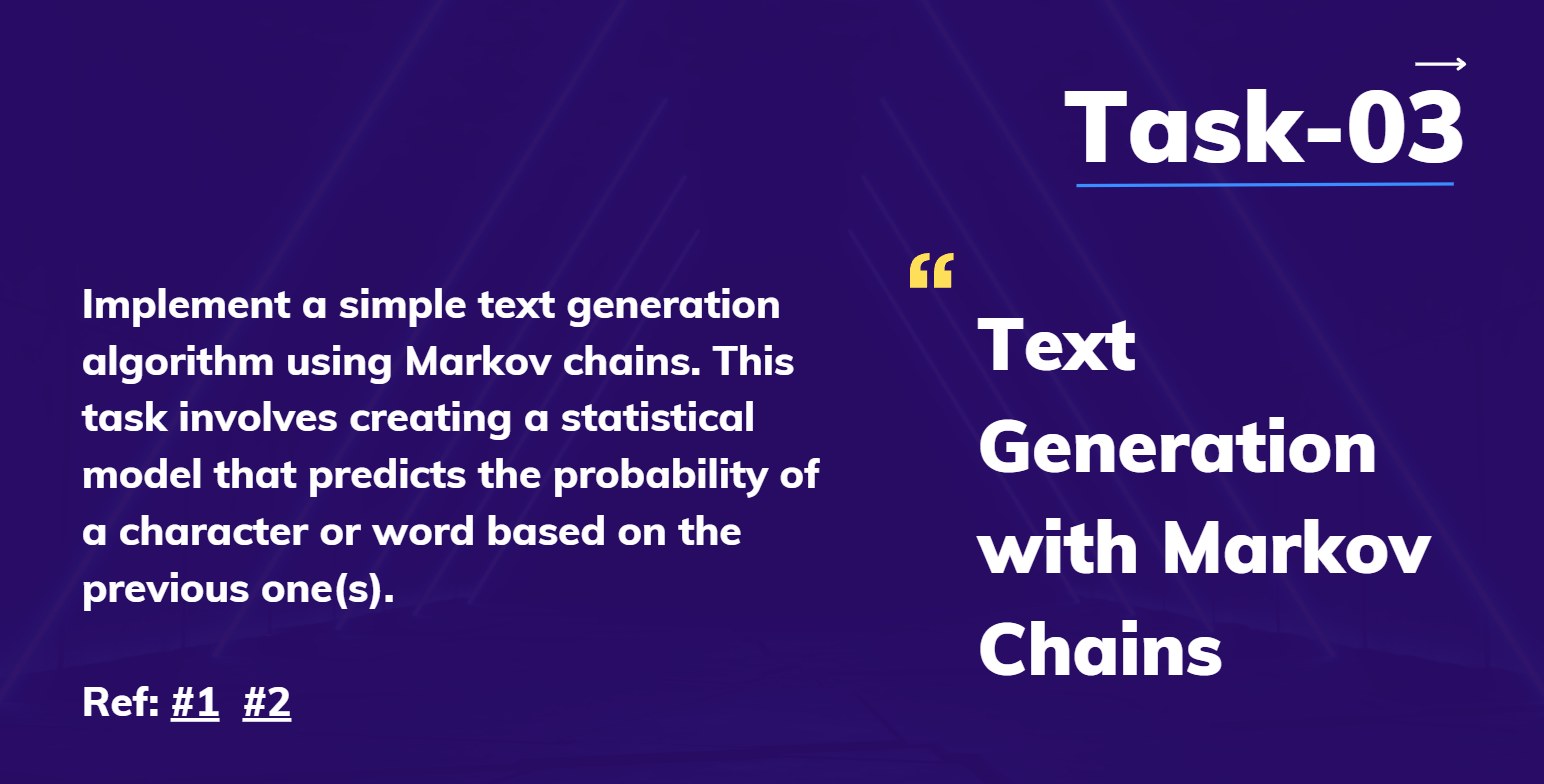 Task-03
Implement a simple text generation
algorithm using Markov chains. This
task involves creating a statistical
model that predicts the probability of
a character or word based on the
previous one(s).
Ref: #1 #2
“
Text
Generation
with Markov
Chains